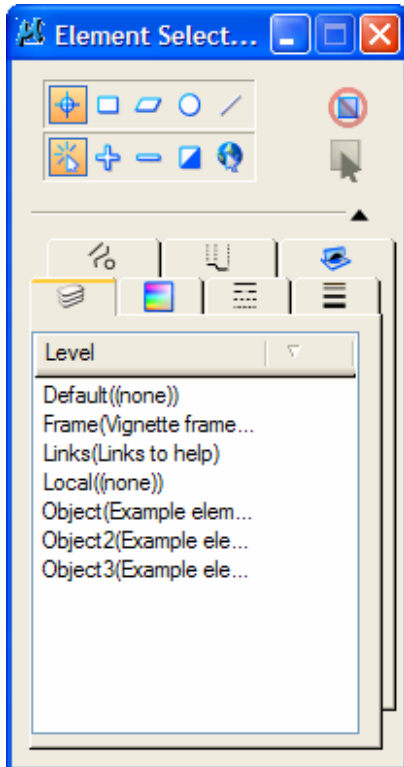 Element Select...
Level
Default((none))
Frame(Vignette frame...
Links(Links to help)
Local((none))
Object(Example elem...
Object2(Example ele...
Object3(Example ele...